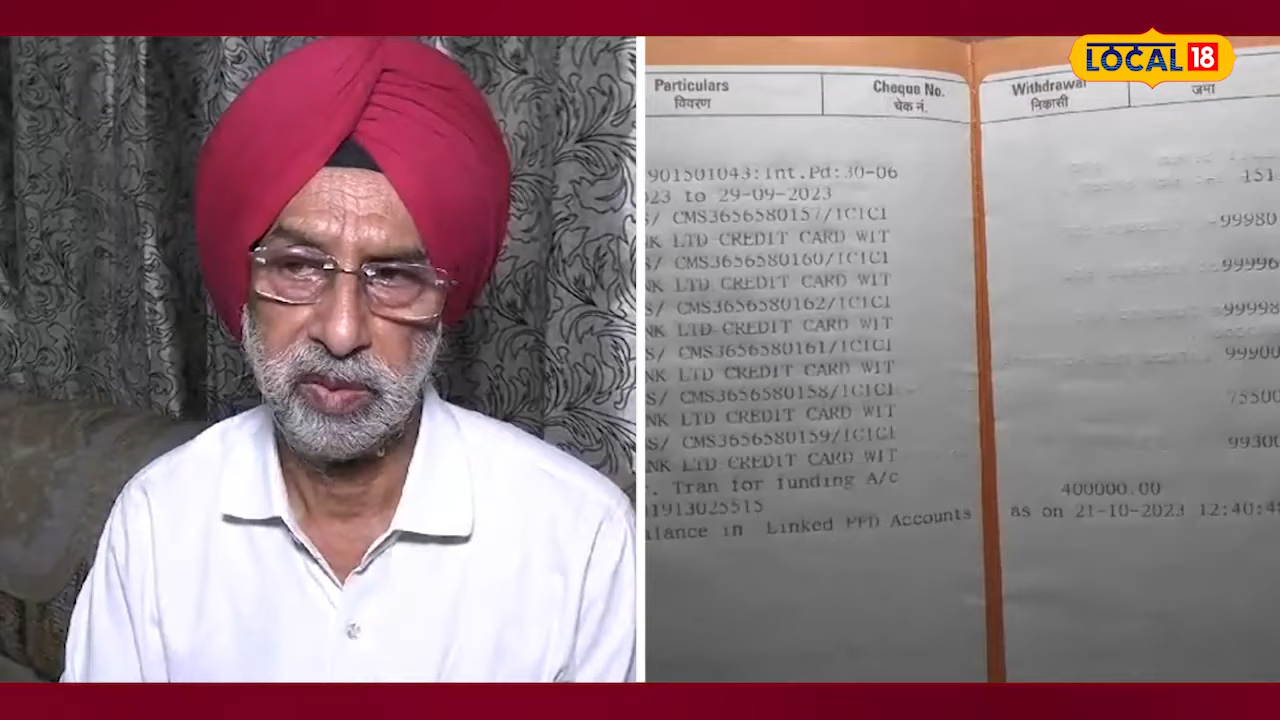 LOCAL 18
Particulars
विवरण
Cheque No.
चेक नं.
Withdrawal
निकासी
जमा
901501043:Int.Pd:30-06
023 to 29-09-2023
151
S/ CMS3656580157/ICICI
99980
NK LTD CREDIT CARD WIT
S/ CMS3656580160/ICICI
99996
NK LTD CREDIT CARD WIT
S/ CMS3656580162/ICICI
99998
NK LTD CREDIT CARD WIT
S/ CMS3656580161/ICICI
99900
NK LTD CREDIT CARD WIT
S/ CMS3656580158/ICICI
75500
NK LTD CREDIT CARD WIT
S/ CMS3656580159/ICICI
99300
NK LTD CREDIT CARD WIT
r. Tran for funding A/c
400000.00
01913025515
alance in Linked FFD Accounts as on 21-10-2023 12:40:4